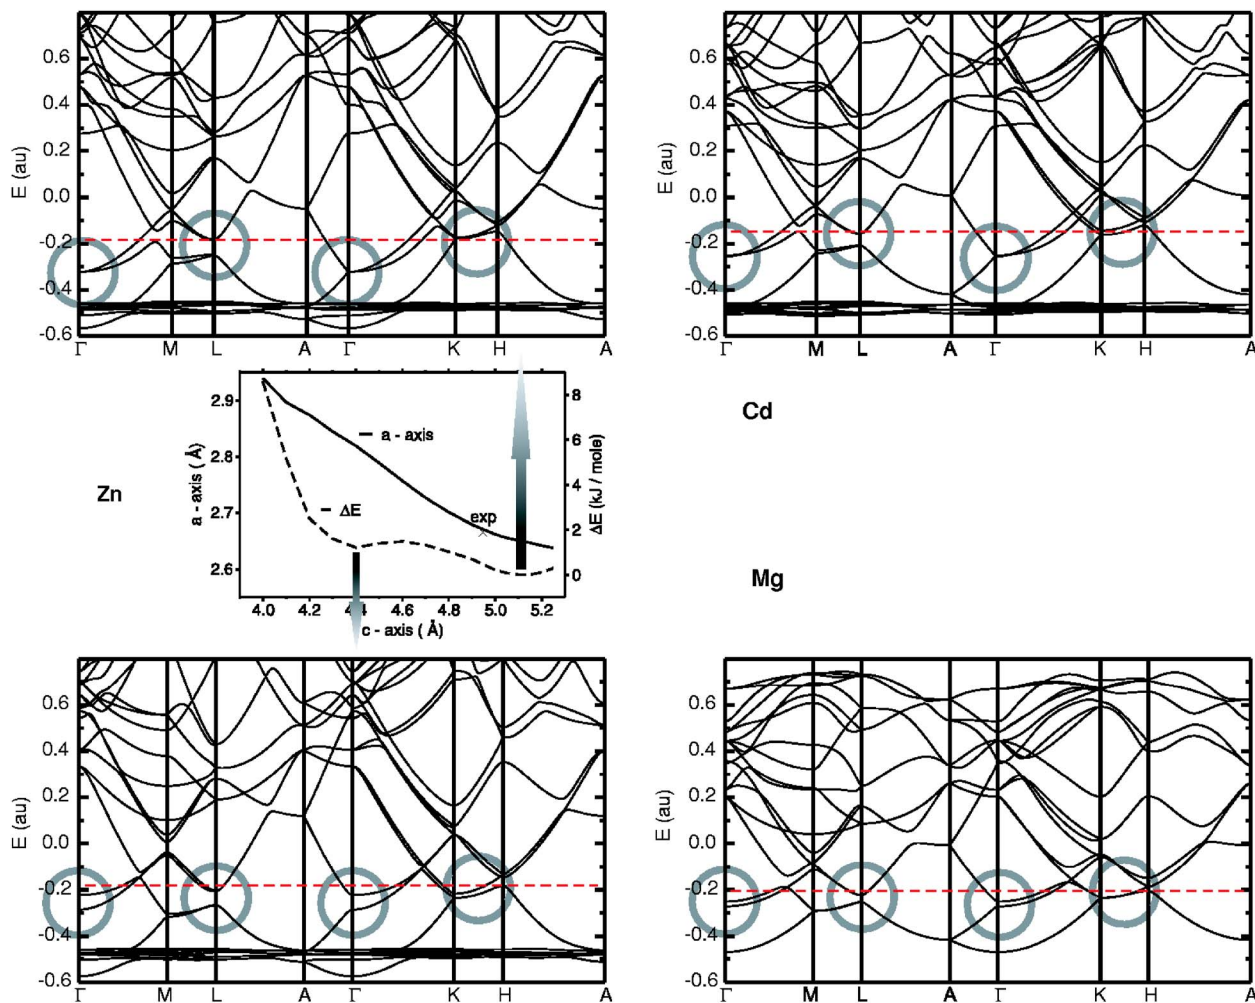 E (au)
0.6
0.4
0.2
0.0
-0.2
-0.4
-0.6
Γ M L A Γ K H A
E (au)
0.6
0.4
0.2
0.0
-0.2
-0.4
-0.6
Γ M L A Γ K H A
Zn
a - axis ( Å )
2.9
2.8
2.7
2.6
a - axis
ΔE
exp
8
6
4
2
0
ΔE (kJ / mole)
4.0 4.2 4.4 4.6 4.8 5.0 5.2
c - axis ( Å )
Cd
Mg
E (au)
0.6
0.4
0.2
0.0
-0.2
-0.4
-0.6
Γ M L A Γ K H A
E (au)
0.6
0.4
0.2
0.0
-0.2
-0.4
-0.6
Γ M L A Γ K H A